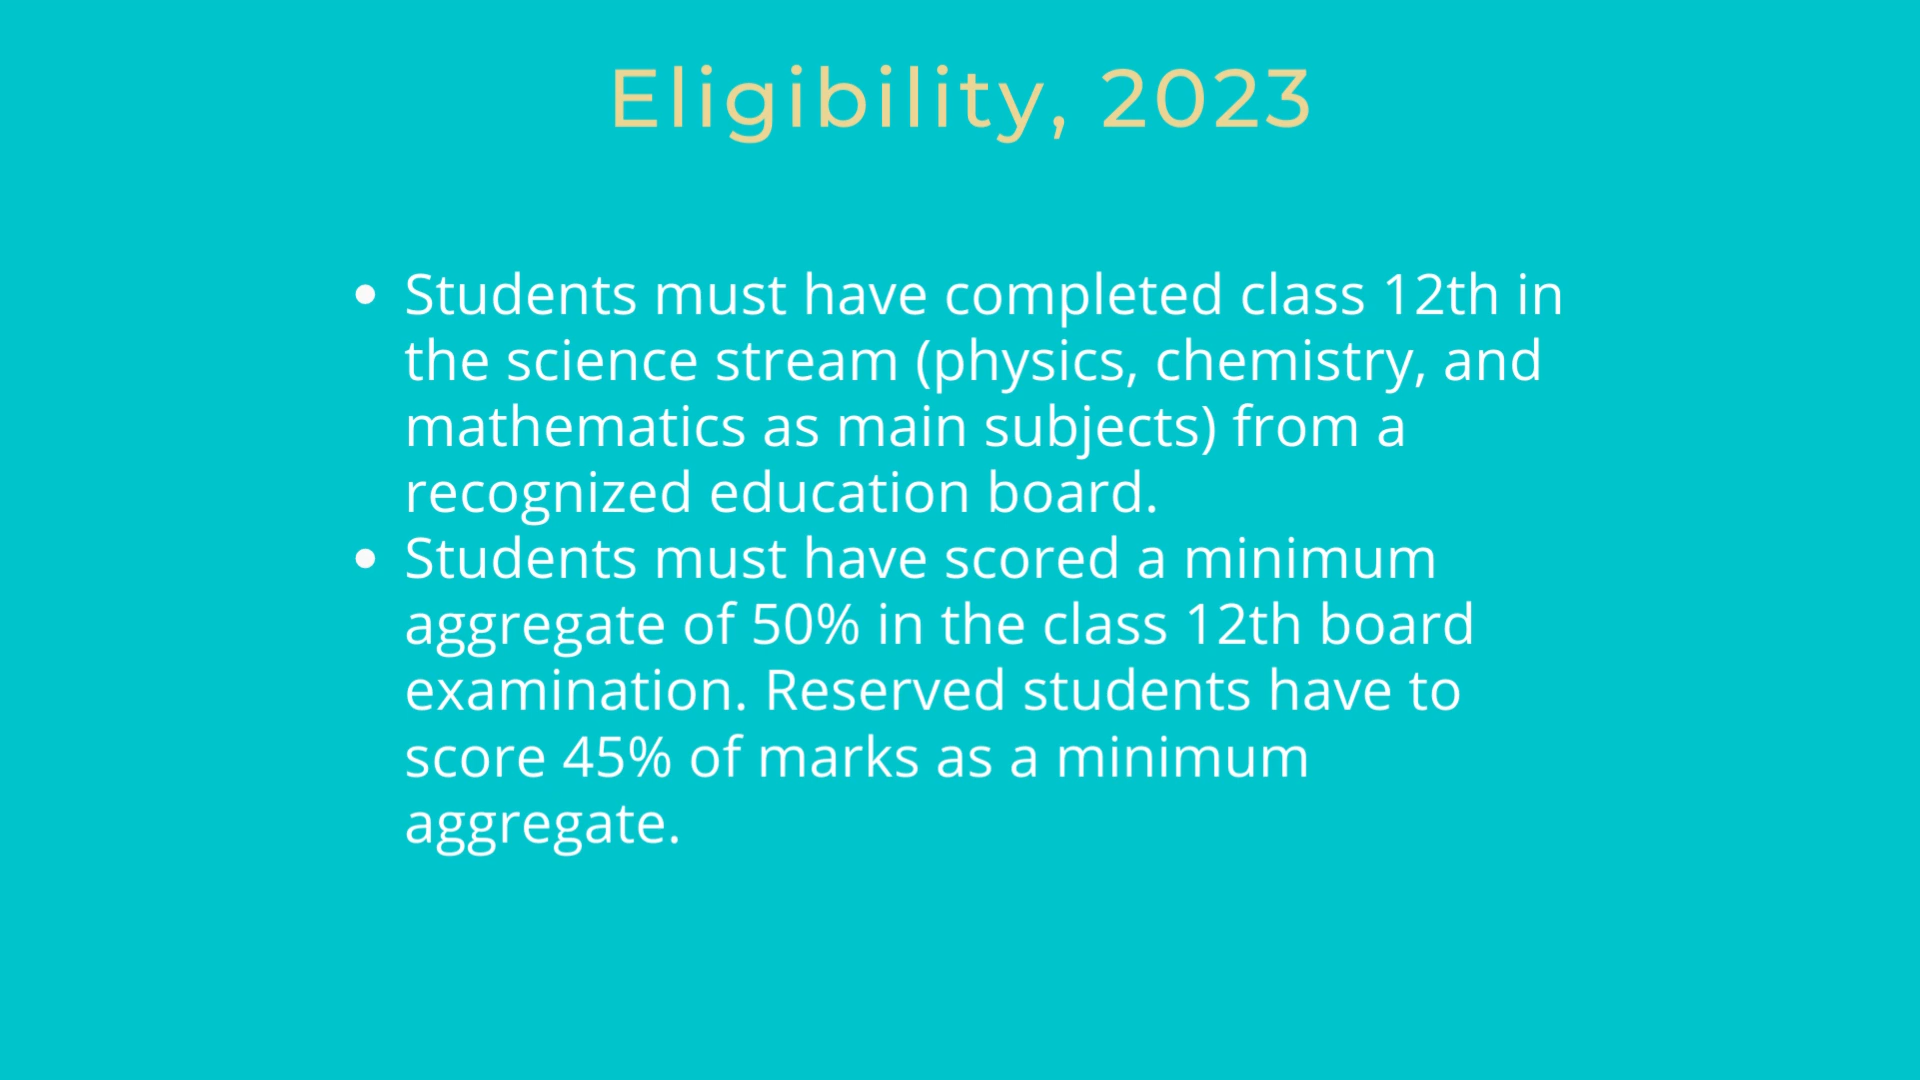 Eligibility, 2023
• Students must have completed class 12th in
the science stream (physics, chemistry, and
mathematics as main subjects) from a
recognized education board.
• Students must have scored a minimum
aggregate of 50% in the class 12th board
examination. Reserved students have to
score 45% of marks as a minimum
aggregate.